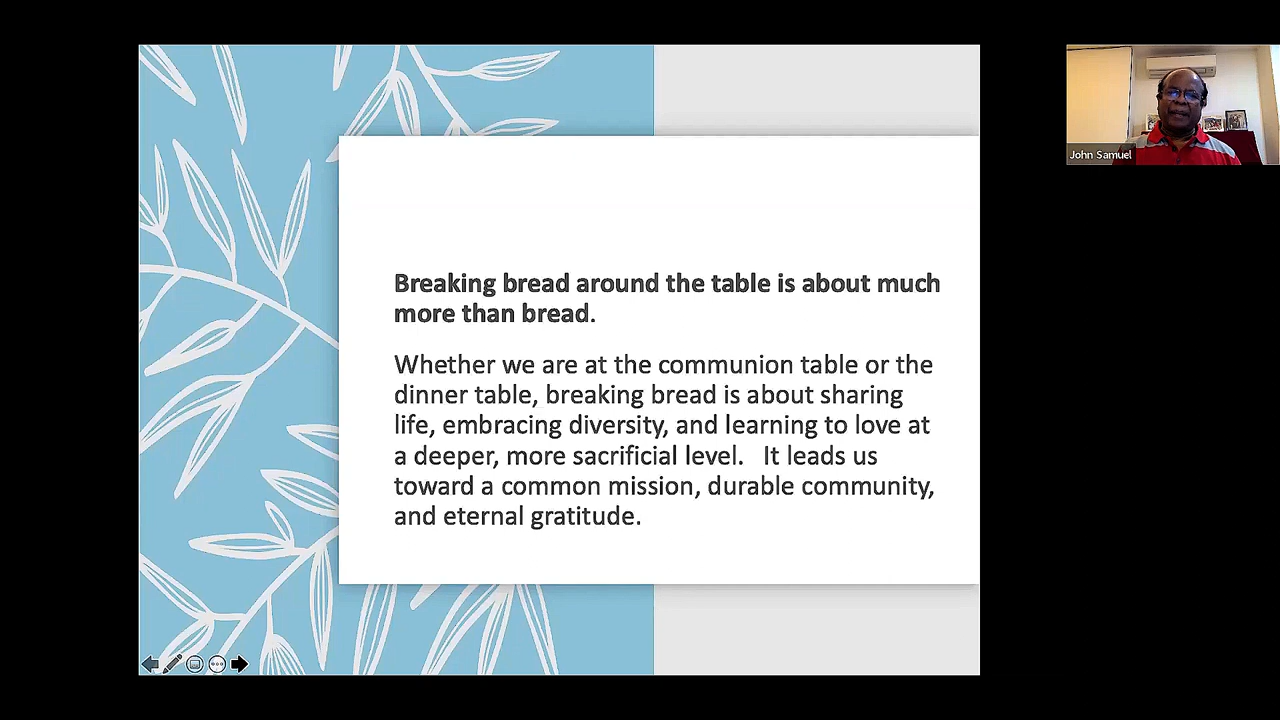 Breaking bread around the table is about much
more than bread.
Whether we are at the communion table or the
dinner table, breaking bread is about sharing
life, embracing diversity, and learning to love at
a deeper, more sacrificial level.   It leads us
toward a common mission, durable community,
and eternal gratitude.
John Samuel